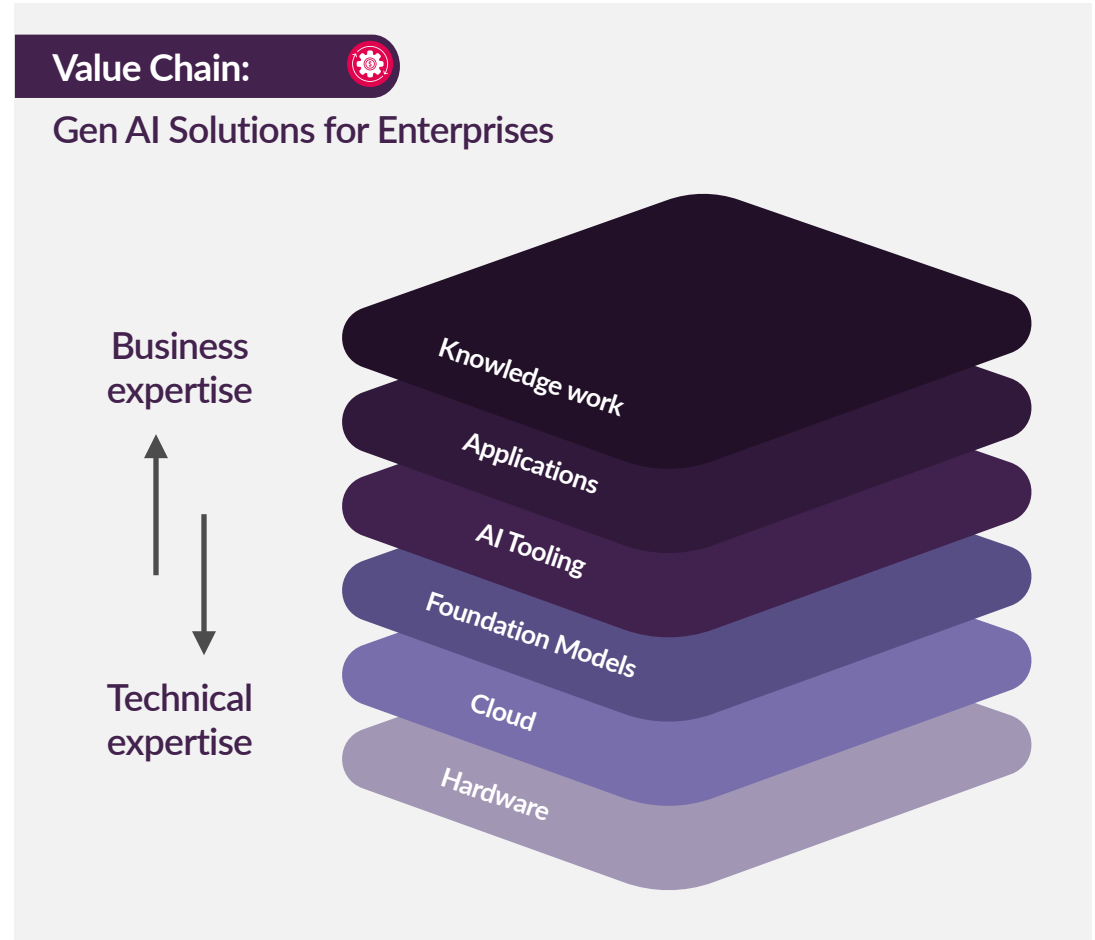 Value Chain:
Gen AI Solutions for Enterprises
Business
expertise
Technical
expertise
Knowledge work
Applications
AI Tooling
Foundation Models
Cloud
Hardware